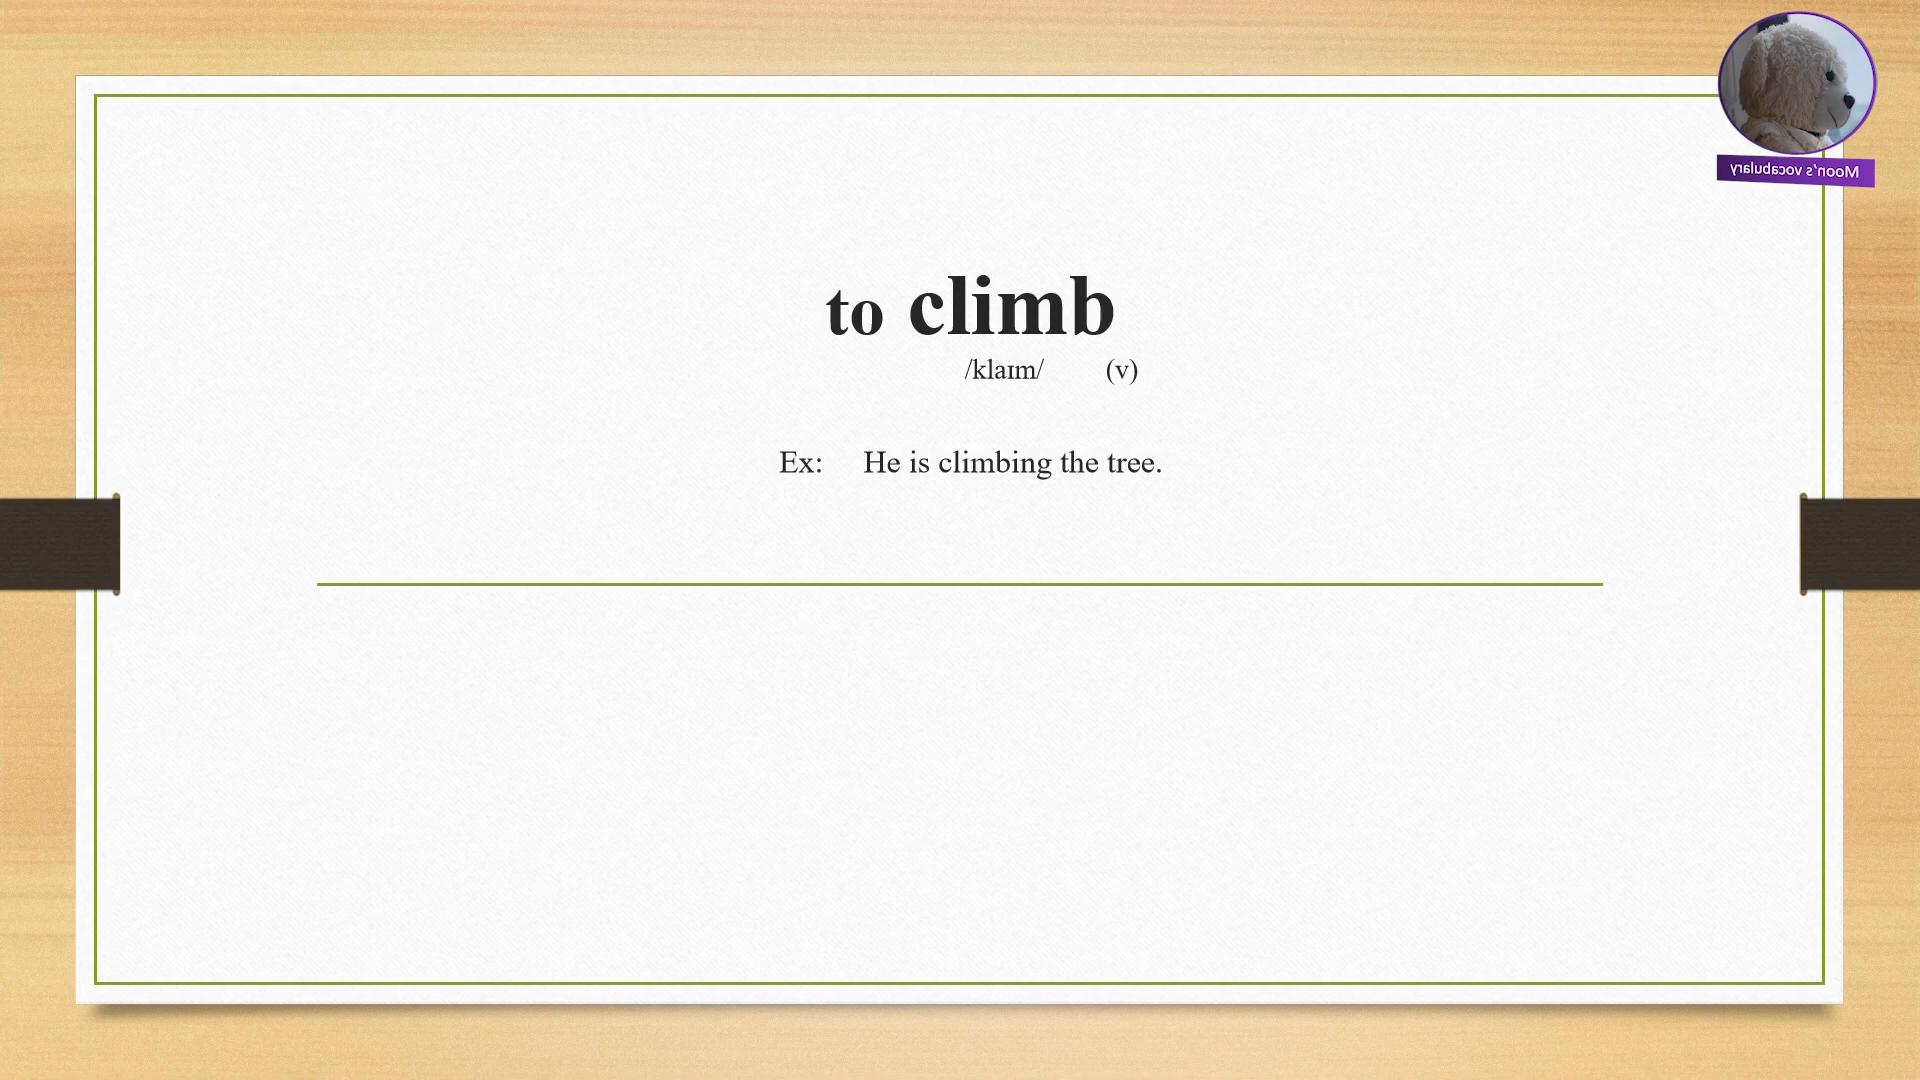 Moon's vocabulary
to climb
/klaɪm/ (v)
Ex: He is climbing the tree.